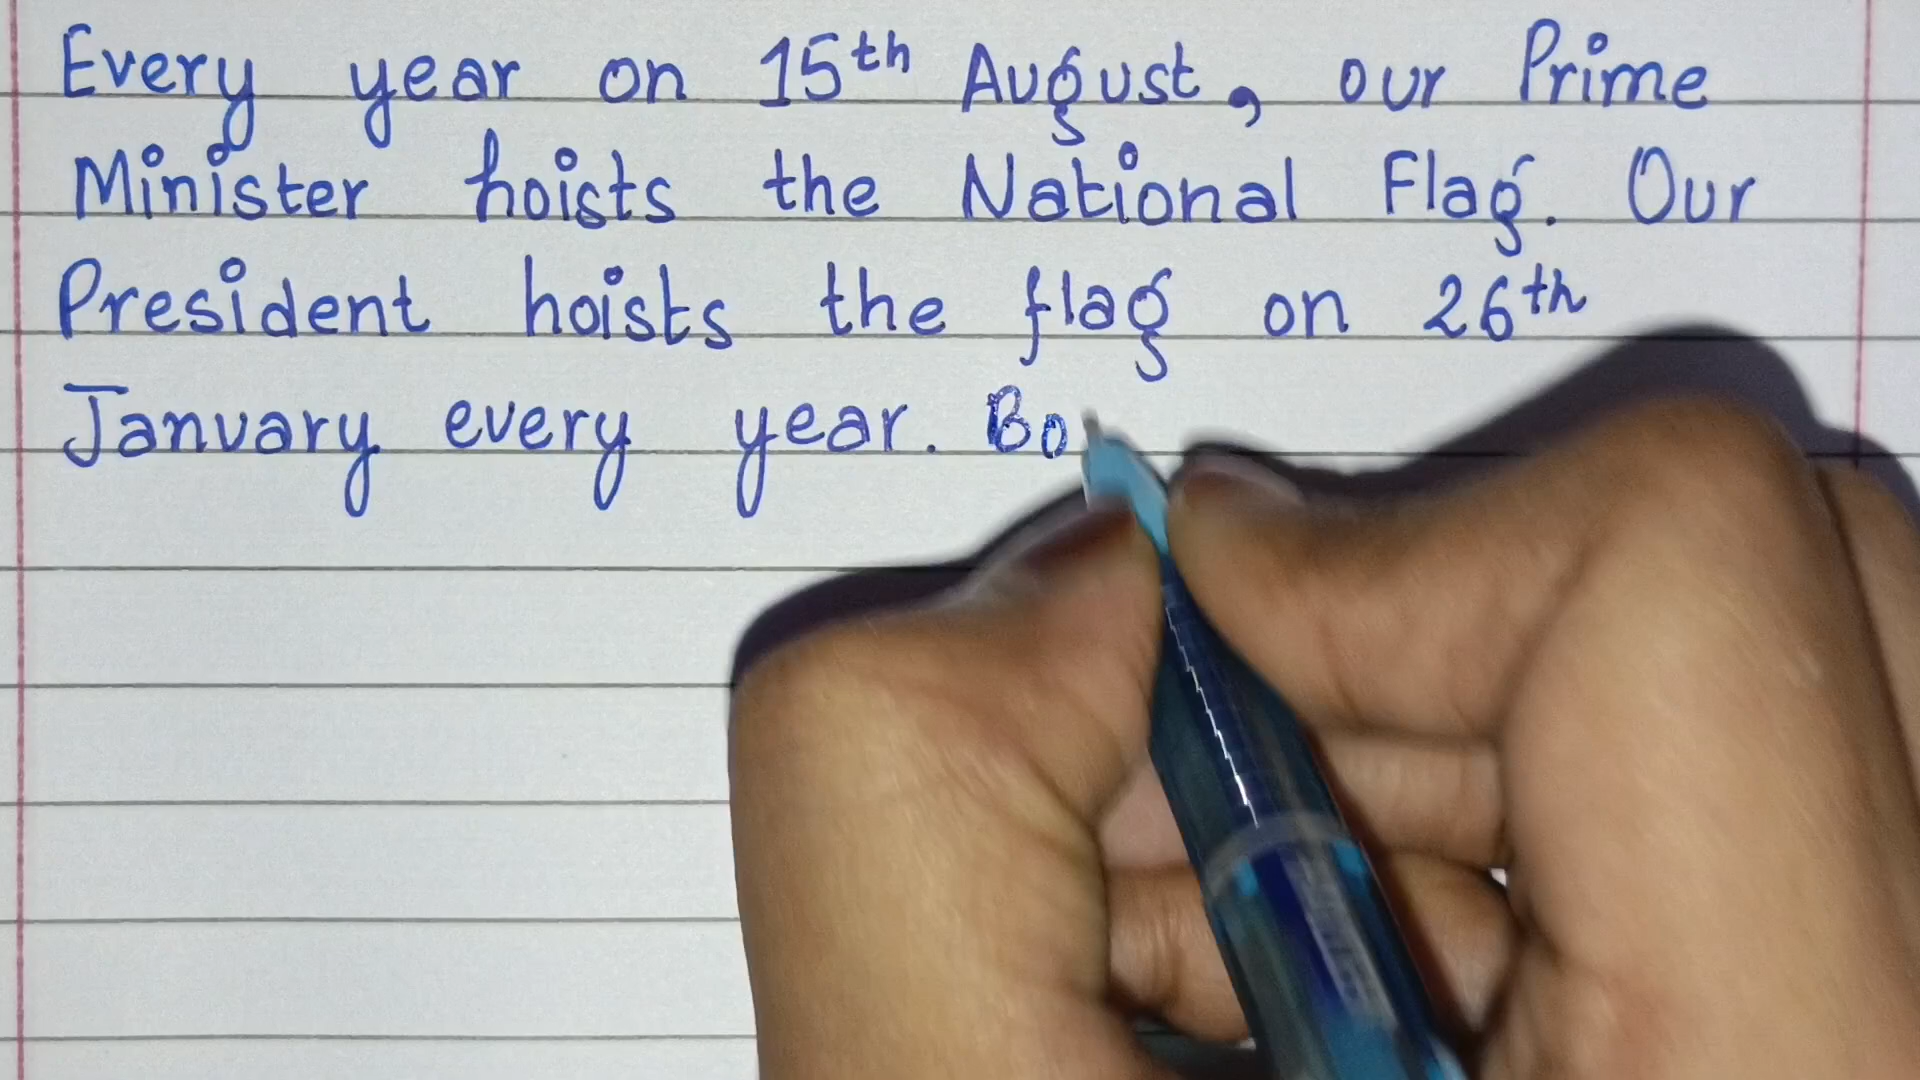 Every year on 15th August, our Prime
Minister hoists the National Flag. Our
President hoists the flag on 26th
January every year. Bo